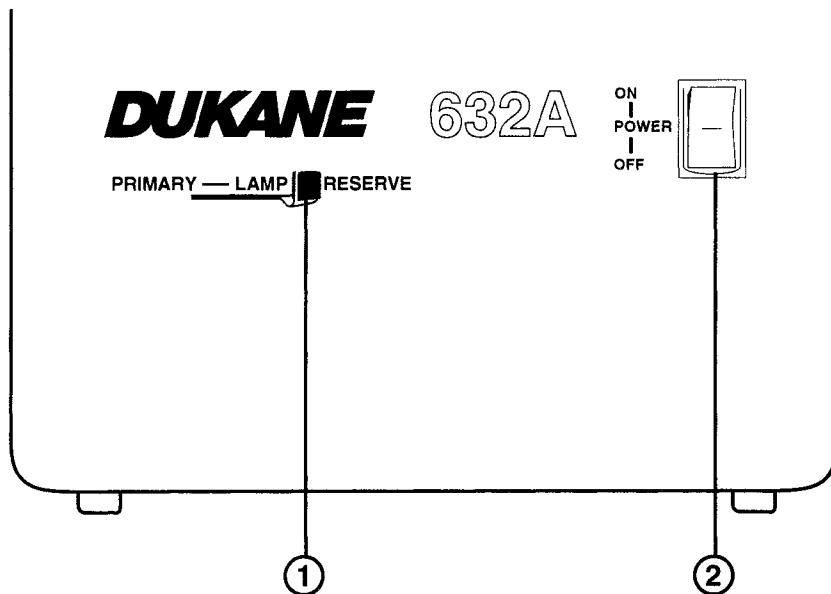 DUKANE 632A
ON
POWER
OFF
PRIMARY — LAMP RESERVE
1 2